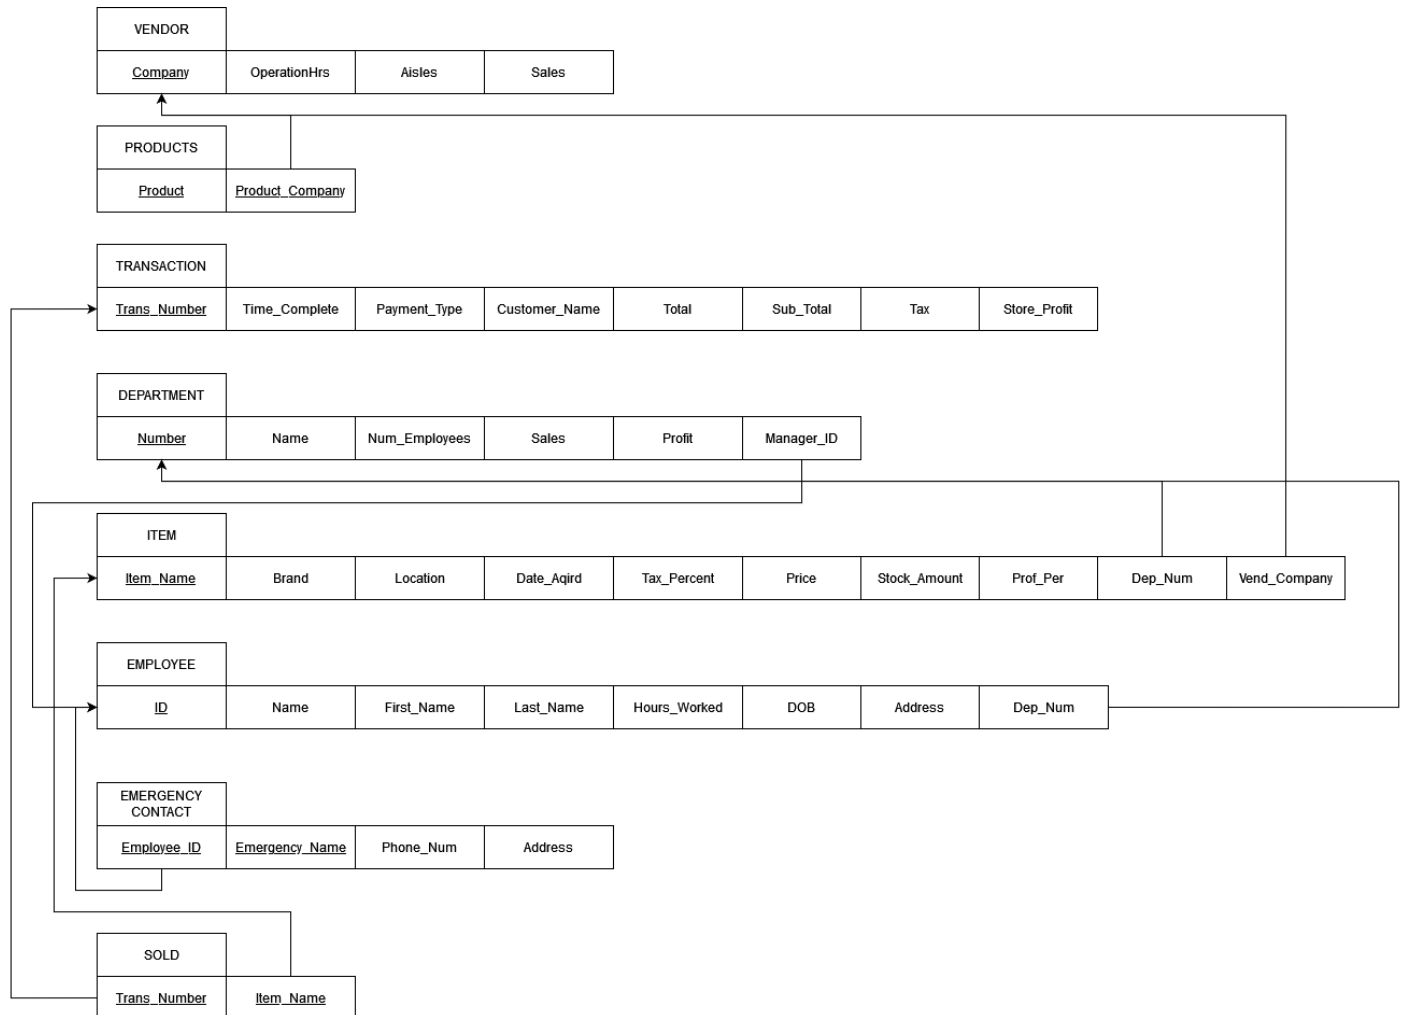 VENDOR
Company OperationHrs Aisles Sales
PRODUCTS
Product Product_Company
TRANSACTION
Trans_Number Time_Complete Payment_Type Customer_Name Total Sub_Total Tax Store_Profit
DEPARTMENT
Number Name Num_Employees Sales Profit Manager_ID
ITEM
Item_Name Brand Location Date_Aqird Tax_Percent Price Stock_Amount Prof_Per Dep_Num Vend_Company
EMPLOYEE
ID Name First_Name Last_Name Hours_Worked DOB Address Dep_Num
EMERGENCY
CONTACT
Employee_ID Emergency_Name Phone_Num Address
SOLD
Trans_Number Item_Name